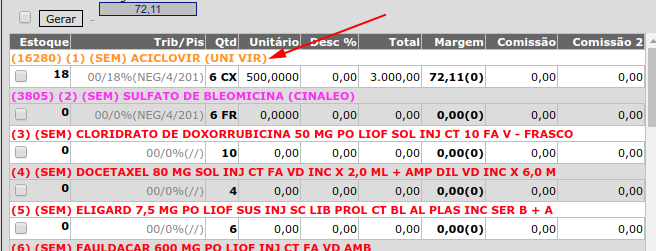 72,11
Gerar -
Estoque Trib/Pis Qtd Unitário Desc % Total Margem Comissão Comissão 2
(16280) (1) (SEM) ACICLOVIR (UNI VIR)
18 00/18%(NEG/4/201) 6 CX 500,0000 0,00 3.000,00 72,11(0) 0,00 0,00
(3805) (2) (SEM) SULFATO DE BLEOMICINA (CINALEO)
0 00/0%(NEG/4/201) 6 FR 0,0000 0,00 0,00 0,00(0) 0,00 0,00
(3) (SEM) CLORIDRATO DE DOXORRUBICINA 50 MG PO LIOF SOL INJ CT 10 FA V - FRASCO
0 00/0%(//) 10 0,00 0,00 0,00 0,00(0) 0,00 0,00
(4) (SEM) DOCETAXEL 80 MG SOL INJ CT FA VD INC X 2,0 ML + AMP DIL VD INC X 6,0 M
0 00/0%(//) 4 0,00 0,00 0,00 0,00(0) 0,00 0,00
(5) (SEM) ELIGARD 7,5 MG PO LIOF SUS INJ SC LIB PROL CT BL AL PLAS INC SER B + A
0 00/0%(//) 6 0,00 0,00 0,00 0,00(0) 0,00 0,00
(6) (SEM) FAULDACAR 600 MG PO LIOF INJ CT FA VD AMB